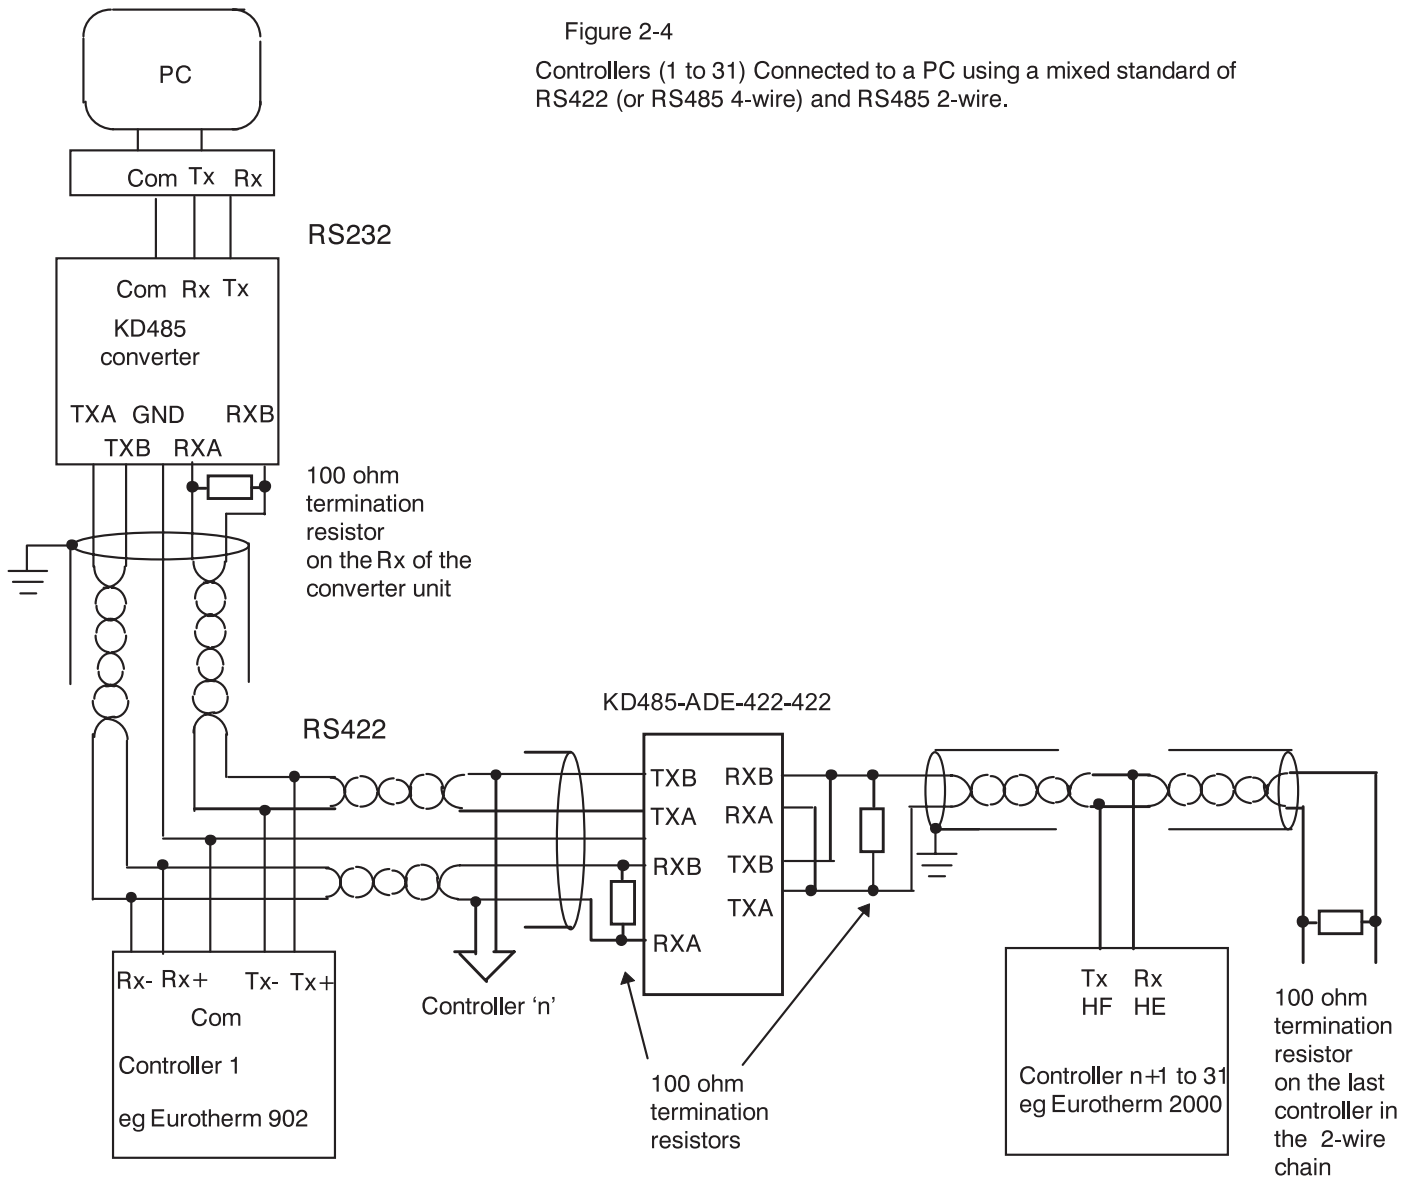 Figure 2-4
Controllers (1 to 31) Connected to a PC using a mixed standard of
RS422 (or RS485 4-wire) and RS485 2-wire.
PC
Com Tx Rx
RS232
Com Rx Tx
KD485
converter
TXA GND RXB
TXB RXA
100 ohm
termination
resistor
on the Rx of the
converter unit
RS422
KD485-ADE-422-422
TXB RXB
TXA RXA
RXB TXB
TXA
RXA
Rx- Rx+ Tx- Tx+
Com
Controller 1
eg Eurotherm 902
Controller ‘n’
100 ohm
termination
resistors
Tx Rx
HF HE
Controller n+1 to 31
eg Eurotherm 2000
100 ohm
termination
resistor
on the last
controller in
the 2-wire
chain